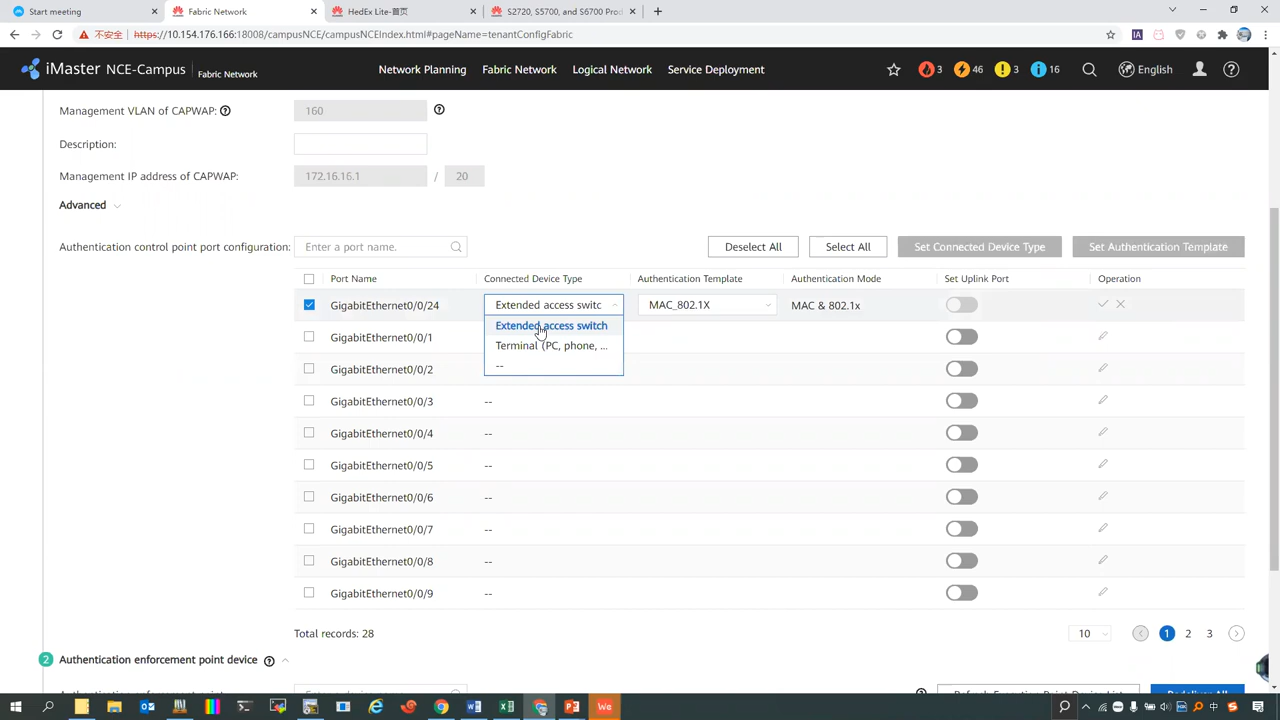 Start meeting
Fabric Network
HedEx Lite-首页
S2720, S5700, and S6700 Prod
不安全
https://10.154.176.166:18008/campusNCE/campusNCEIndex.html#pageName=tenantConfigFabric
iMaster NCE-Campus
Fabric Network
Network Planning
Fabric Network
Logical Network
Service Deployment
3
46
3
16
English
Management VLAN of CAPWAP:
160
Description:
Management IP address of CAPWAP:
172.16.16.1 / 20
Advanced
Authentication control point port configuration:
Enter a port name.
Deselect All
Select All
Set Connected Device Type
Set Authentication Template
Port Name Connected Device Type Authentication Template Authentication Mode Set Uplink Port Operation
GigabitEthernet0/0/24 Extended access switc MAC_802.1X MAC & 802.1x
Extended access switch
Terminal (PC, phone, ...
--
GigabitEthernet0/0/1
GigabitEthernet0/0/2
GigabitEthernet0/0/3 --
GigabitEthernet0/0/4 --
GigabitEthernet0/0/5 --
GigabitEthernet0/0/6 --
GigabitEthernet0/0/7 --
GigabitEthernet0/0/8 --
GigabitEthernet0/0/9 --
Total records: 28
10
1 2 3
2 Authentication enforcement point device